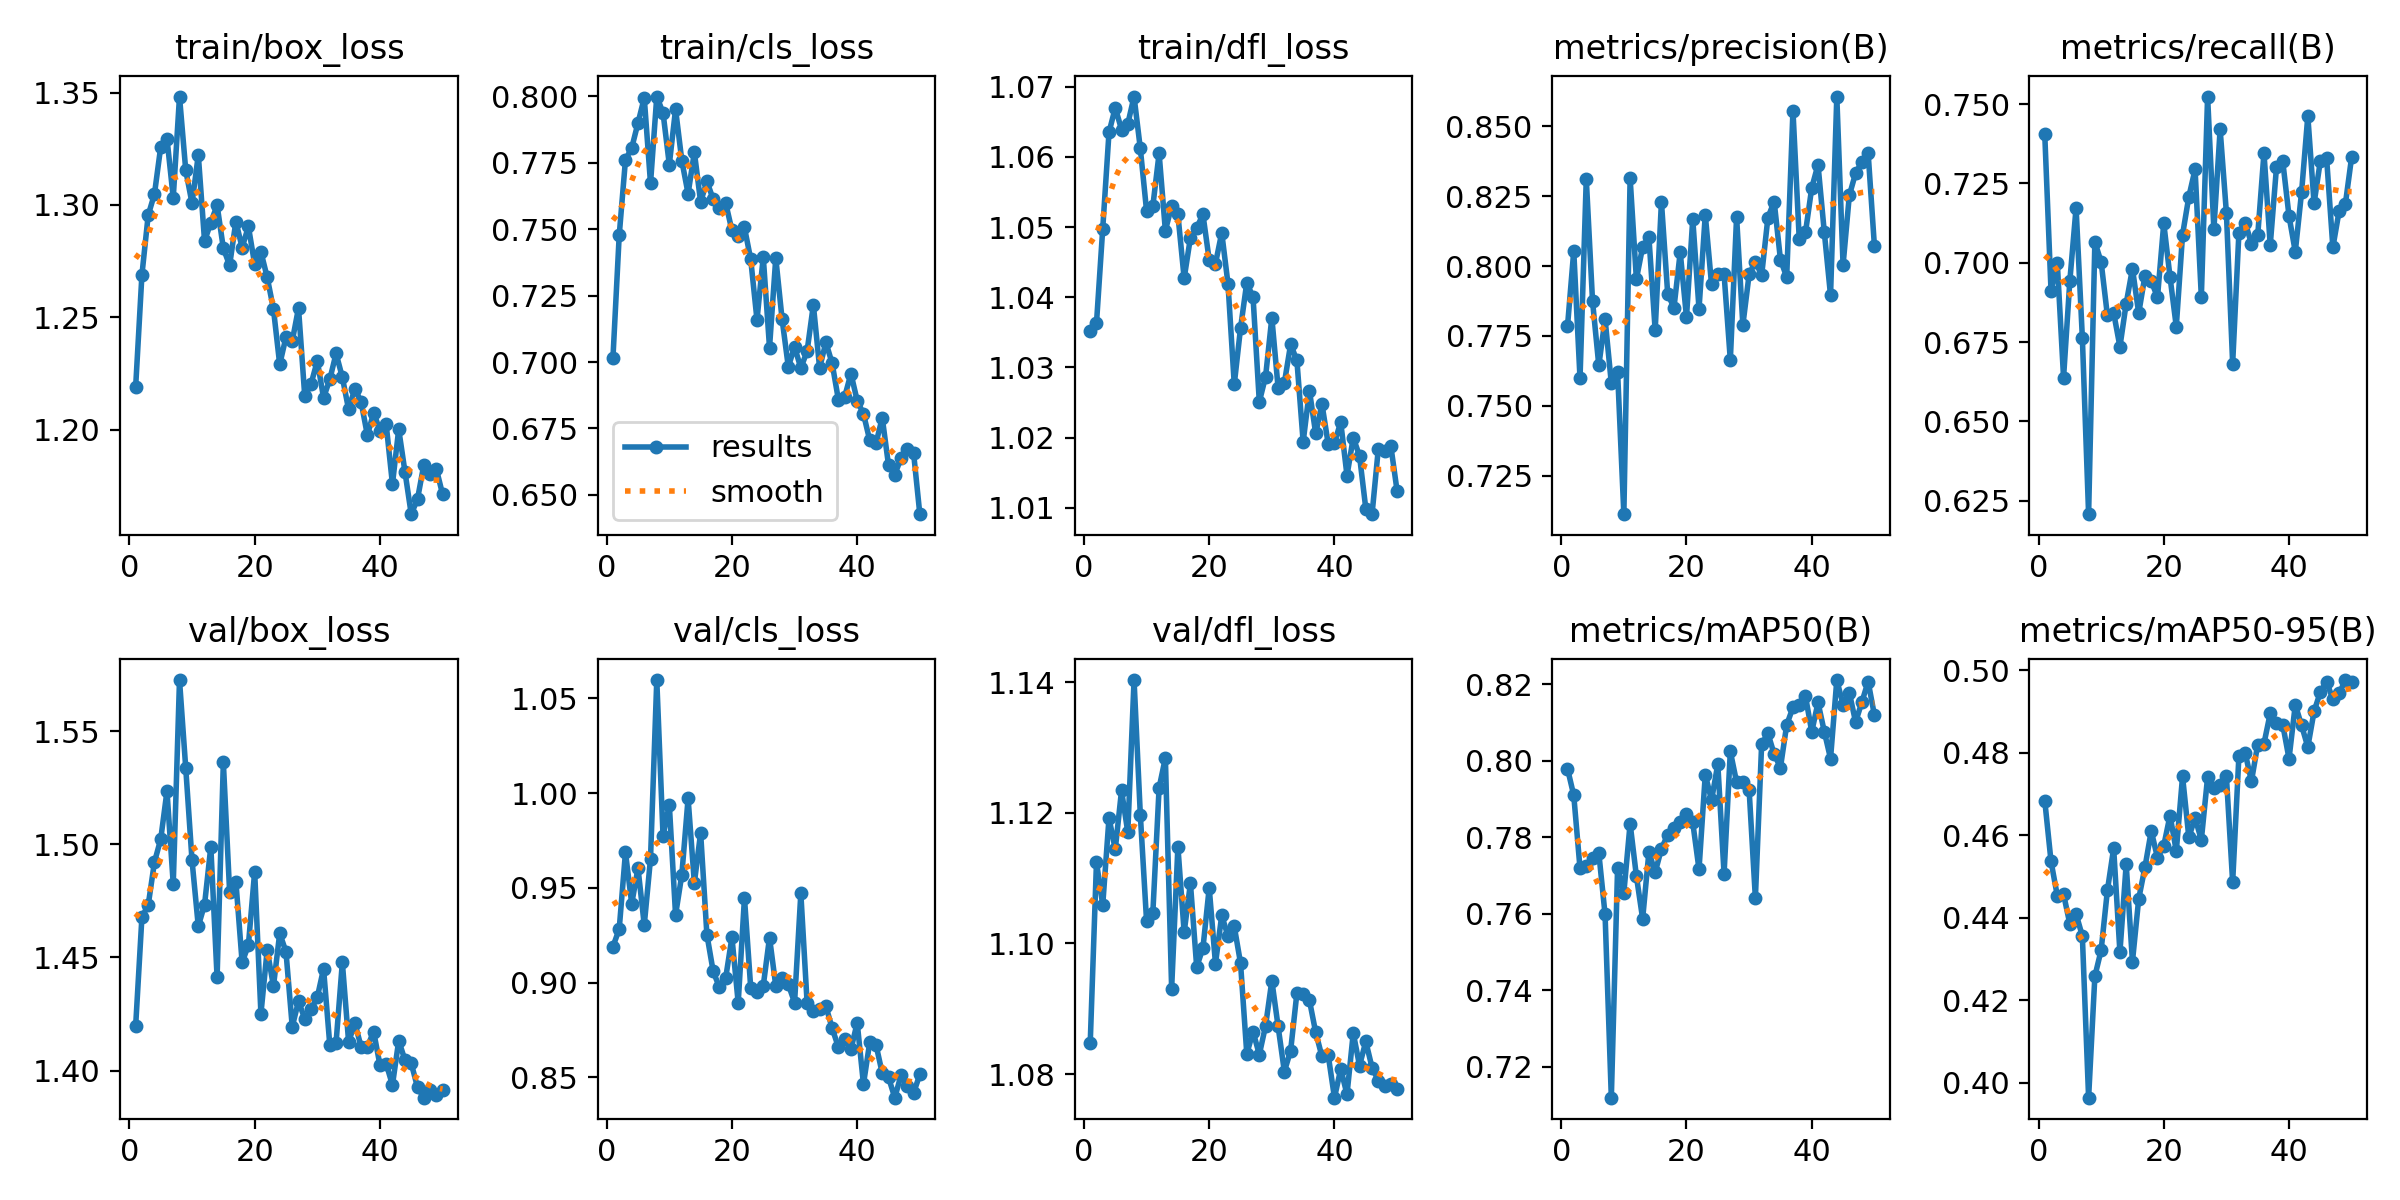 train/box_loss
1.35
1.30
1.25
1.20
0 20 40
train/cls_loss
0.800
0.775
0.750
0.725
0.700
0.675
0.650
results
smooth
0 20 40
train/dfl_loss
1.07
1.06
1.05
1.04
1.03
1.02
1.01
0 20 40
metrics/precision(B)
0.850
0.825
0.800
0.775
0.750
0.725
0 20 40
metrics/recall(B)
0.750
0.725
0.700
0.675
0.650
0.625
0 20 40
val/box_loss
1.55
1.50
1.45
1.40
0 20 40
val/cls_loss
1.05
1.00
0.95
0.90
0.85
0 20 40
val/dfl_loss
1.14
1.12
1.10
1.08
0 20 40
metrics/mAP50(B)
0.82
0.80
0.78
0.76
0.74
0.72
0 20 40
metrics/mAP50-95(B)
0.50
0.48
0.46
0.44
0.42
0.40
0 20 40